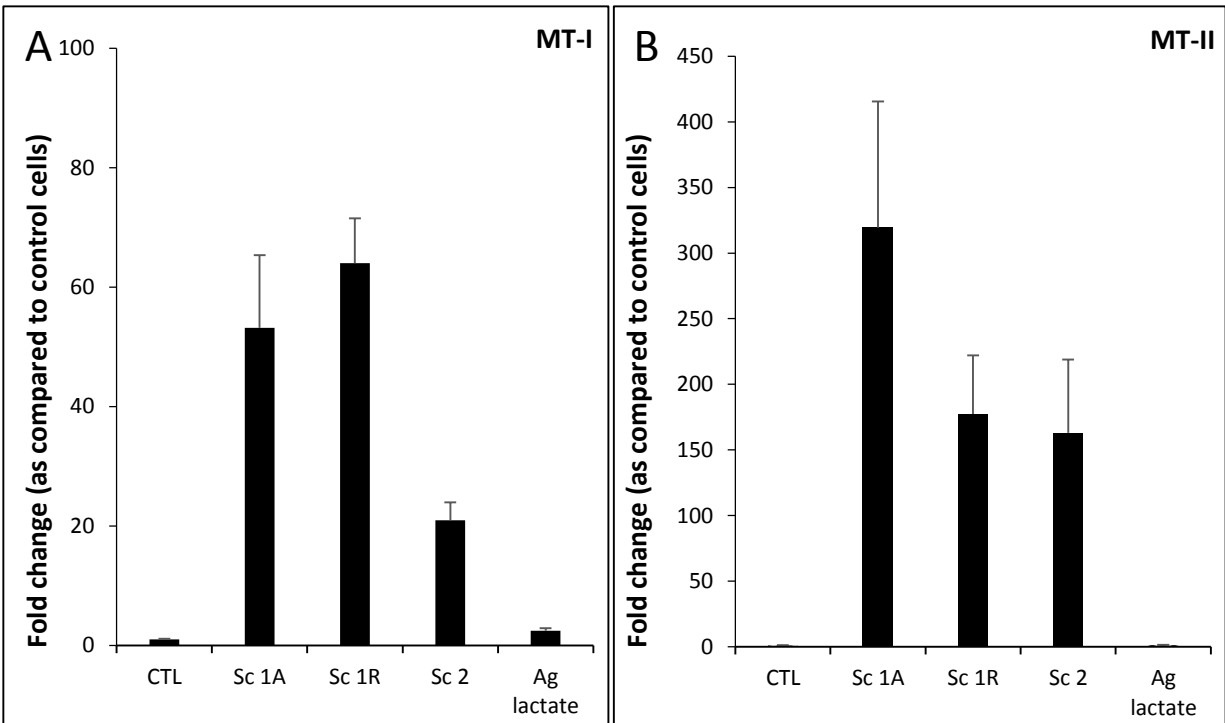 A
MT-I
Fold change (as compared to control cells)
100
80
60
40
20
0
CTL
Sc 1A
Sc 1R
Sc 2
Ag
lactate
B
MT-II
Fold change (as compared to control cells)
450
400
350
300
250
200
150
100
50
0
CTL
Sc 1A
Sc 1R
Sc 2
Ag
lactate